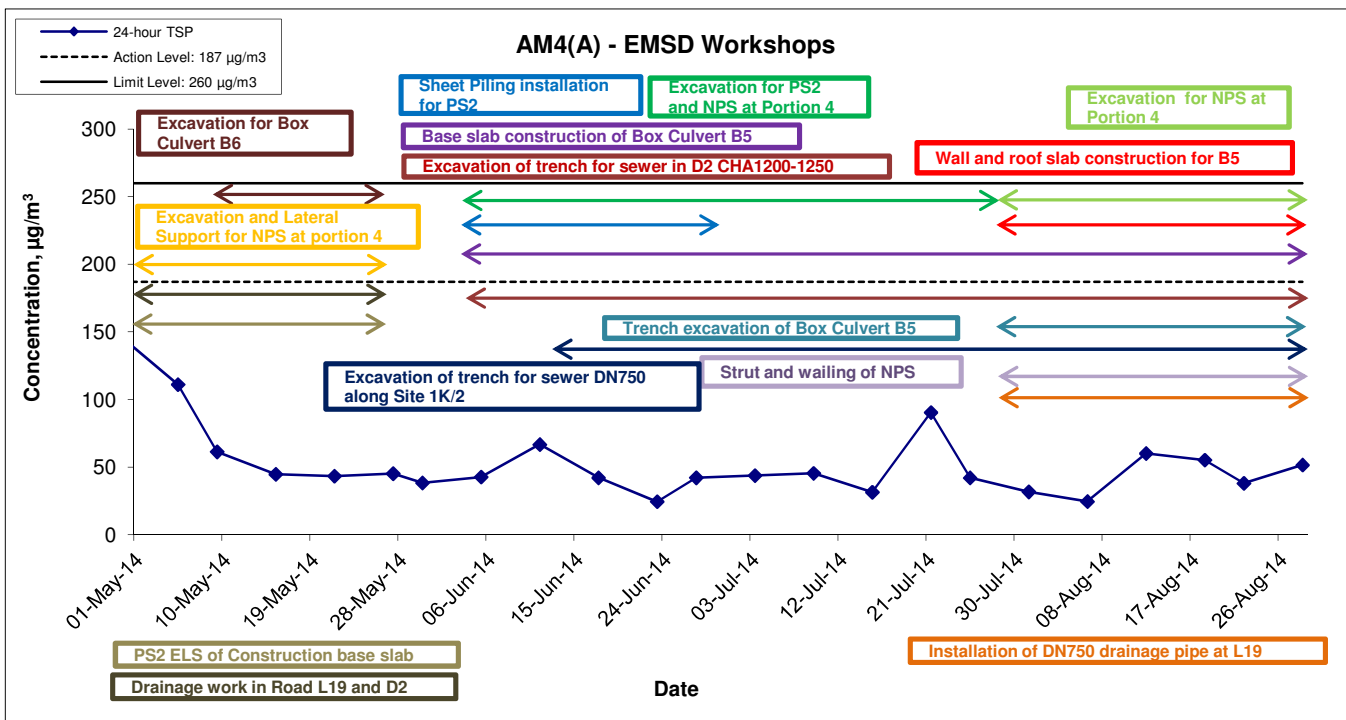 24-hour TSP
Action Level: 187 µg/m3
Limit Level: 260 µg/m3
AM4(A) - EMSD Workshops
Sheet Piling installation
for PS2
Excavation for PS2
and NPS at Portion 4
Excavation for NPS at
Portion 4
Excavation for Box
Culvert B6
Base slab construction of Box Culvert B5
Excavation of trench for sewer in D2 CHA1200-1250
Wall and roof slab construction for B5
Excavation and Lateral
Support for NPS at portion 4
Trench excavation of Box Culvert B5
Excavation of trench for sewer DN750
along Site 1K/2
Strut and wailing of NPS
Concentration, µg/m³
300
250
200
150
100
50
0
01-May-14
10-May-14
19-May-14
28-May-14
06-Jun-14
15-Jun-14
24-Jun-14
03-Jul-14
12-Jul-14
21-Jul-14
30-Jul-14
08-Aug-14
17-Aug-14
26-Aug-14
PS2 ELS of Construction base slab
Installation of DN750 drainage pipe at L19
Drainage work in Road L19 and D2
Date